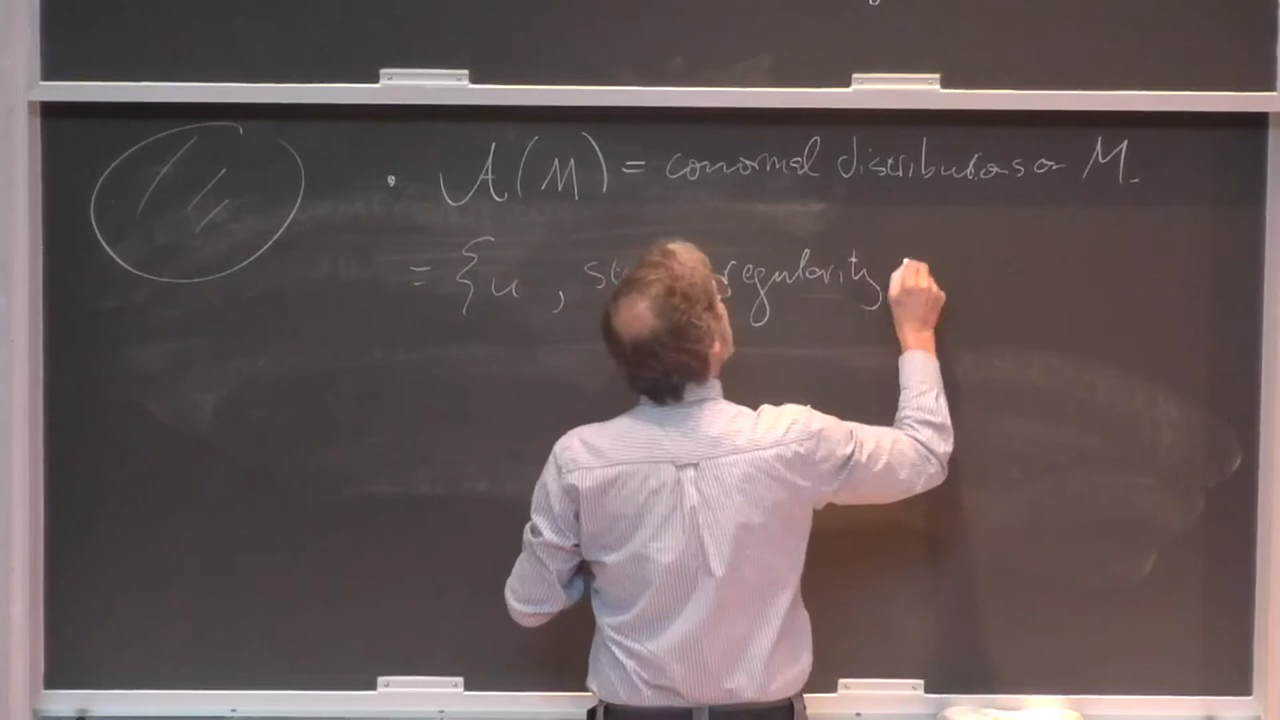 • A(M) = conormal distributions on M.
= { u , regularity